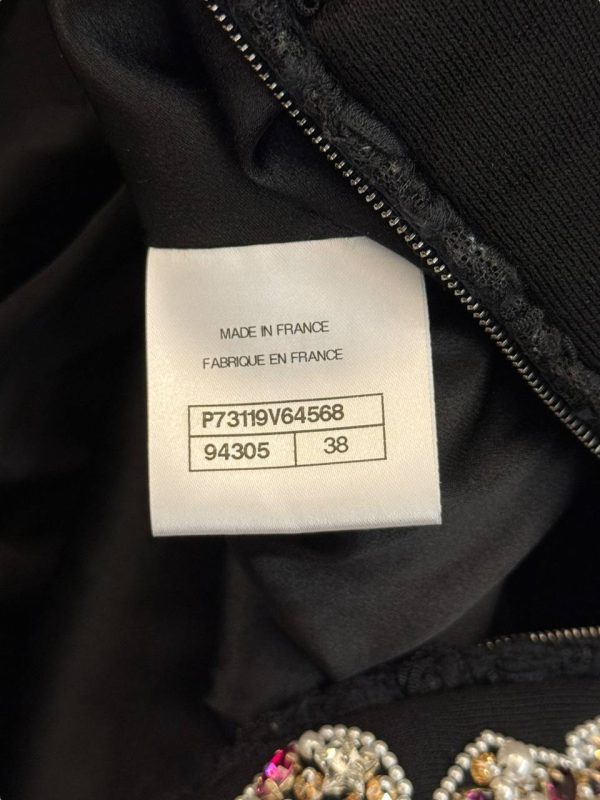 MADE IN FRANCE
FABRIQUE EN FRANCE
P73119V64568
94305 38